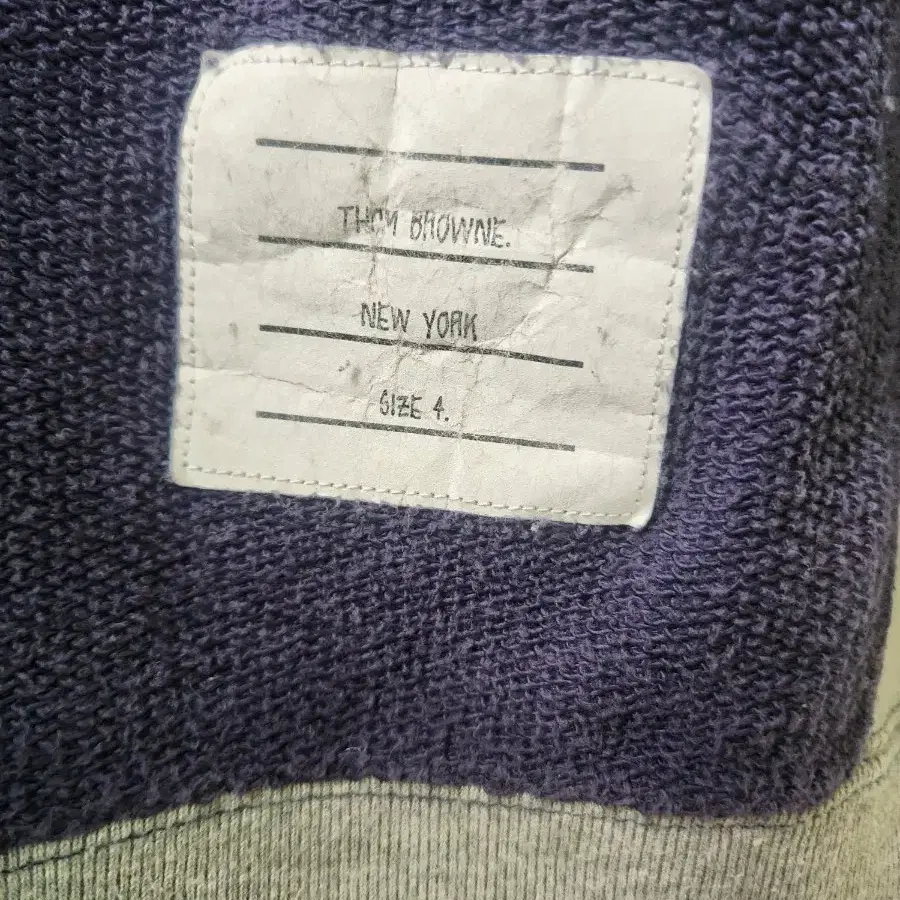 THOM BROWNE.
NEW YORK
SIZE 4.